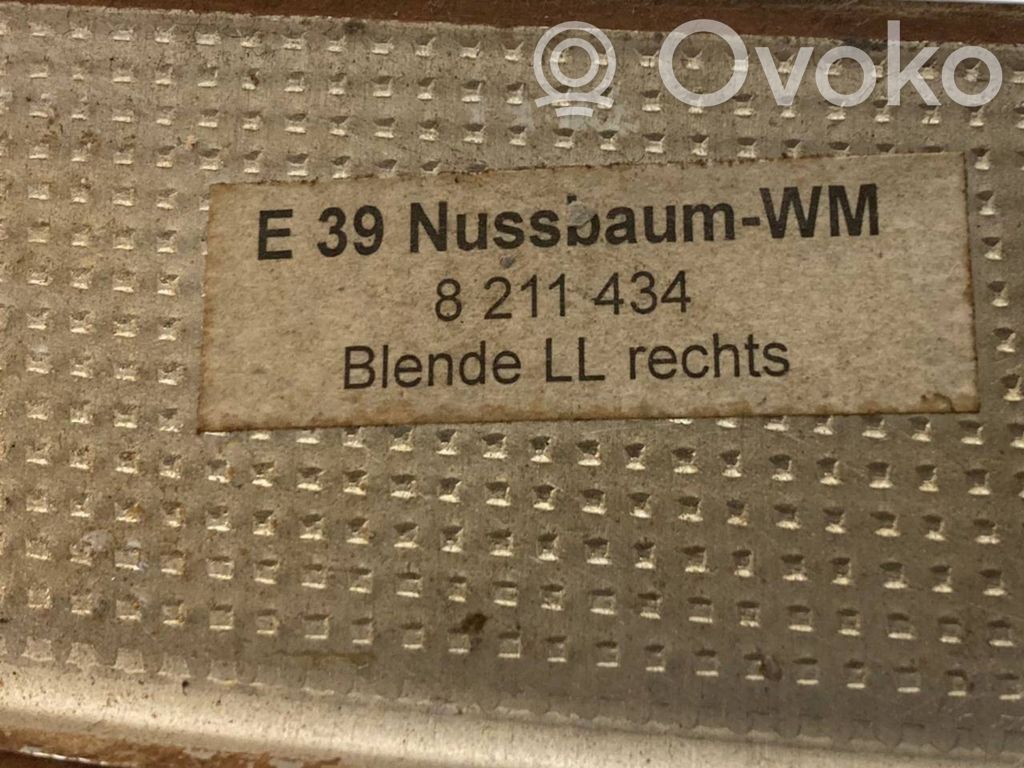 Ovoko
E 39 Nussbaum-WM
8 211 434
Blende LL rechts